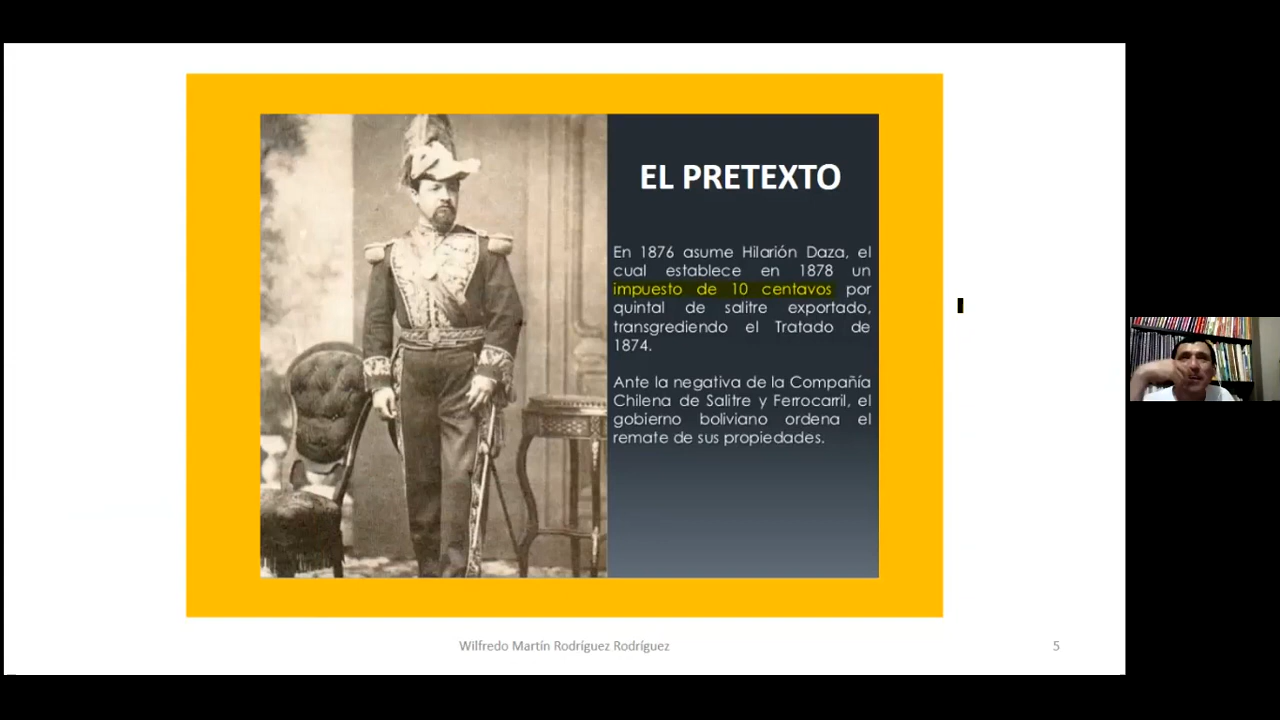 EL PRETEXTO
En 1876 asume Hilarión Daza, el
cual establece en 1878 un
impuesto de 10 centavos por
quintal de salitre exportado,
transgrediendo el Tratado de
1874.
Ante la negativa de la Compañía
Chilena de Salitre y Ferrocarril, el
gobierno boliviano ordena el
remate de sus propiedades.
Wilfredo Martín Rodríguez Rodríguez
5